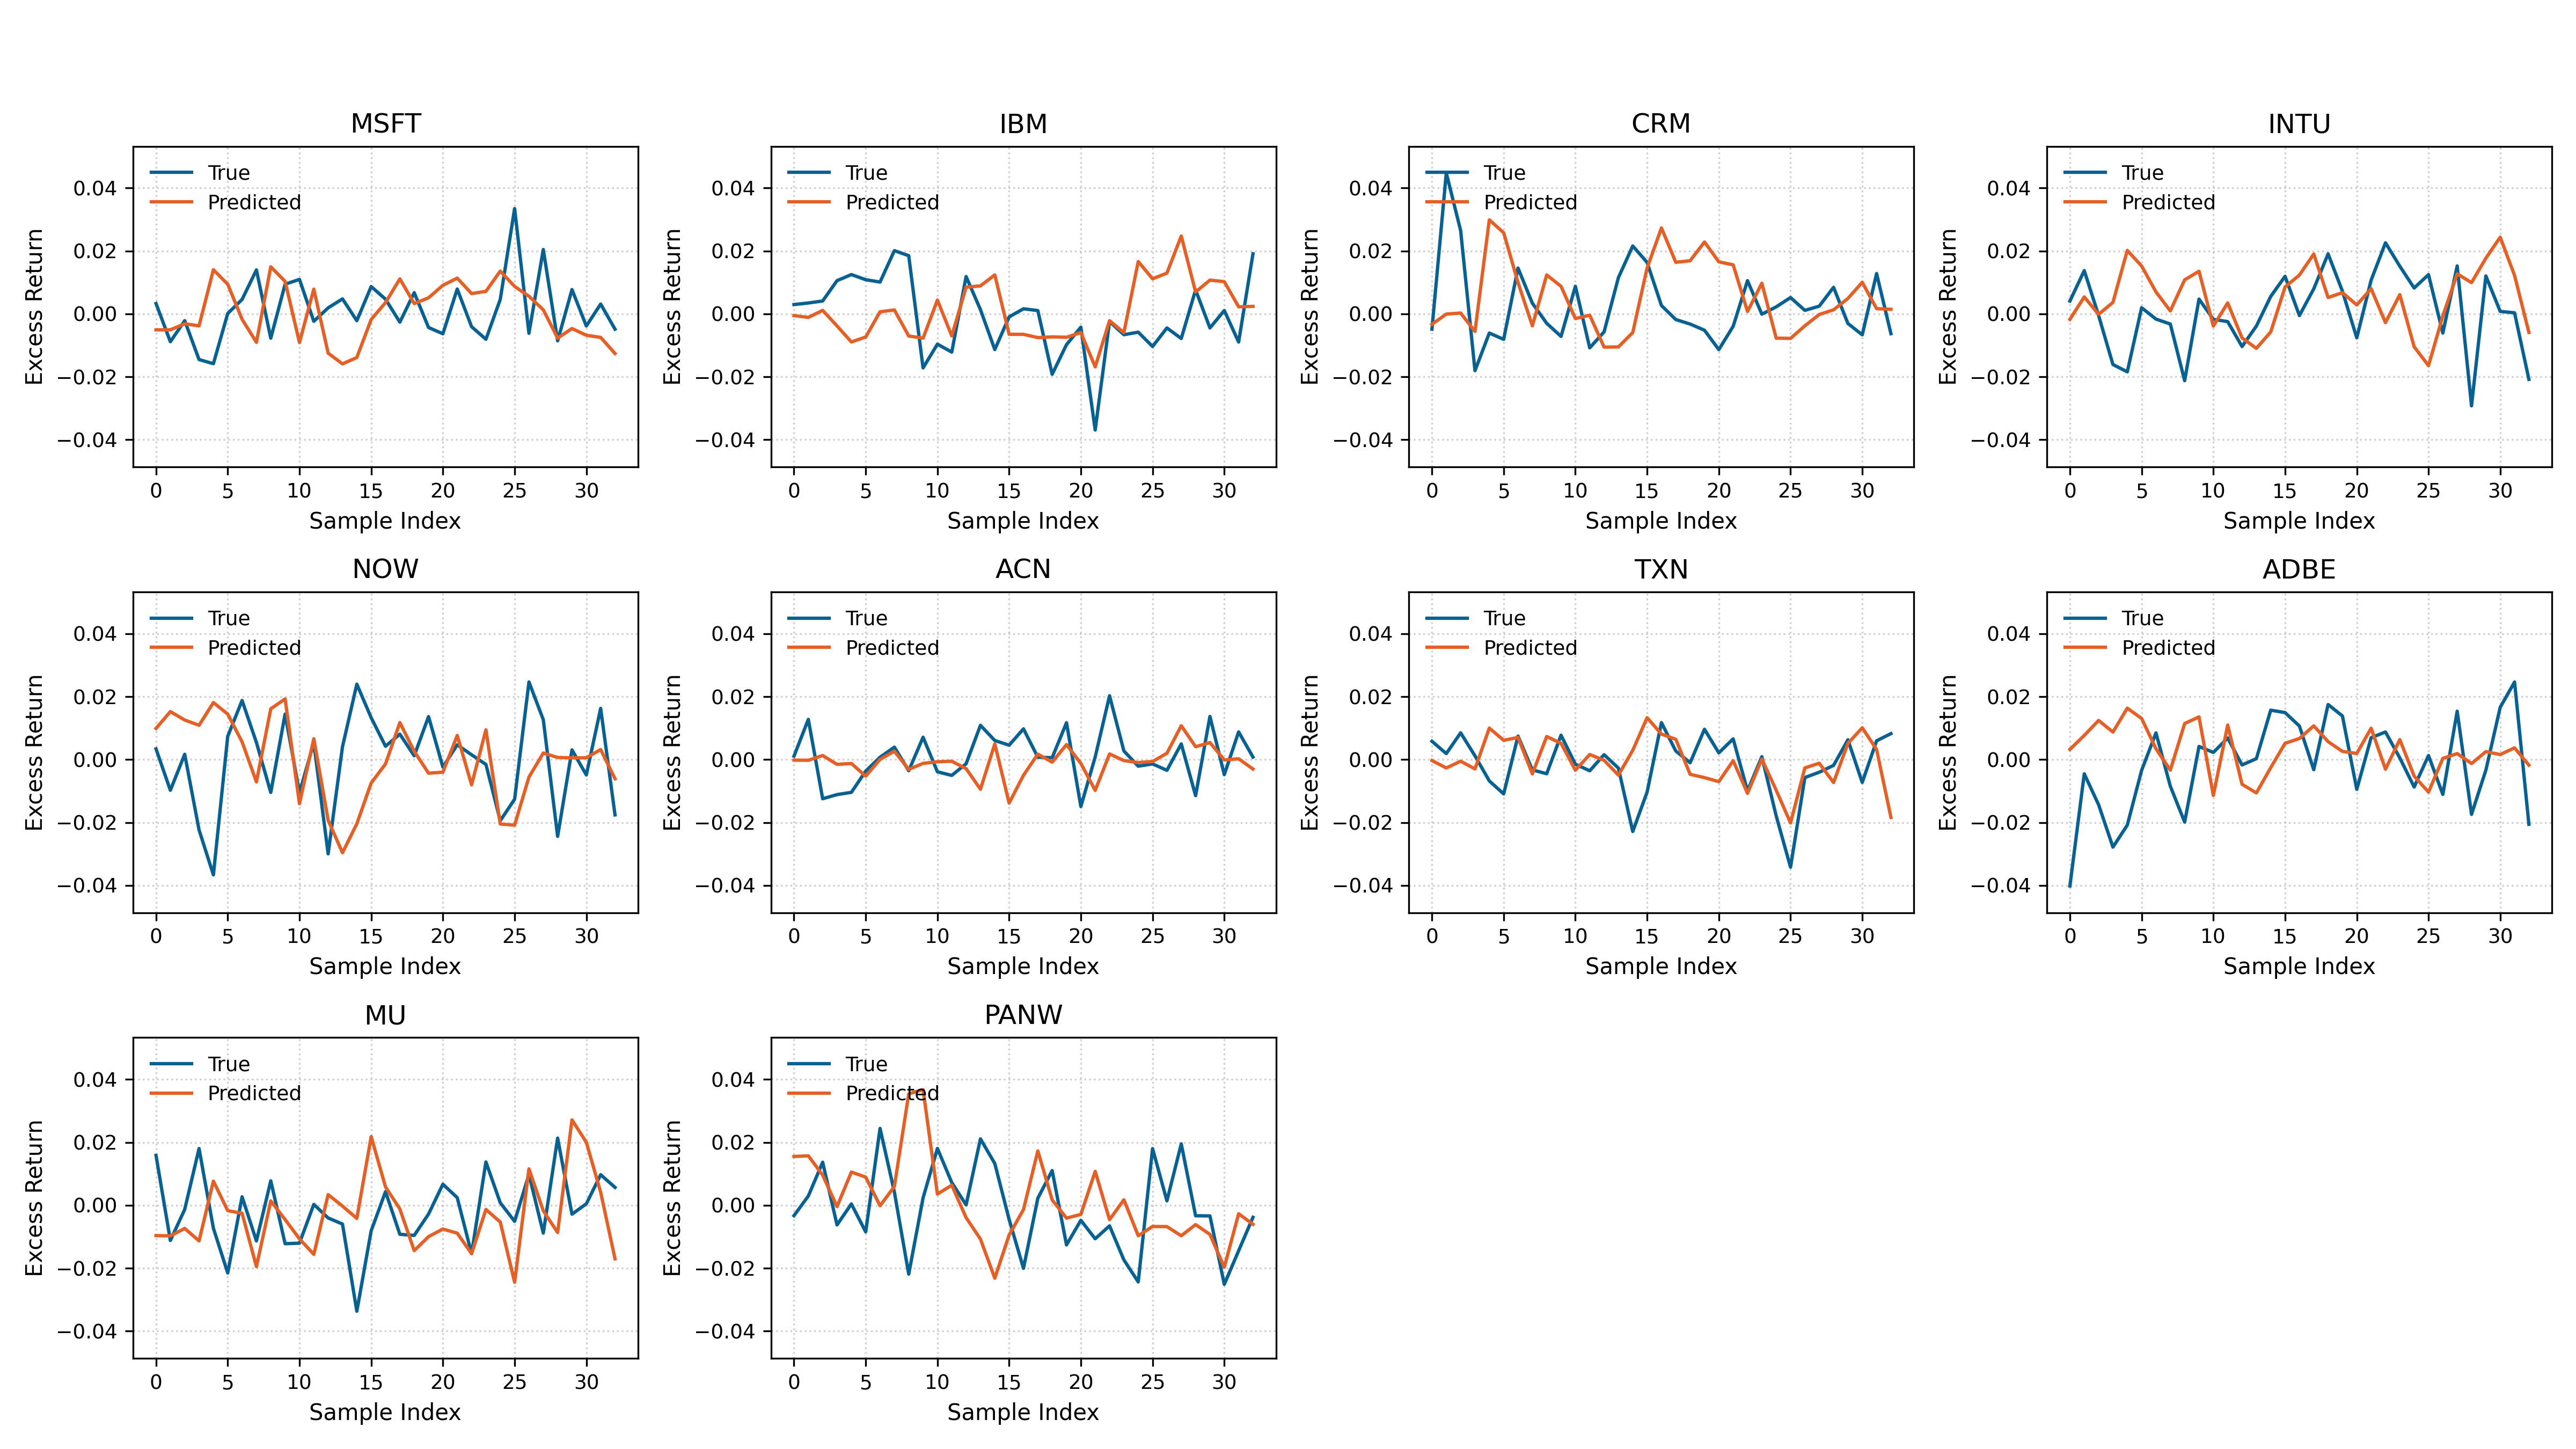 MSFT
True
Predicted
0.04
0.02
0.00
−0.02
−0.04
0 5 10 15 20 25 30
Excess Return
Sample Index
IBM
True
Predicted
0.04
0.02
0.00
−0.02
−0.04
0 5 10 15 20 25 30
Excess Return
Sample Index
CRM
True
Predicted
0.04
0.02
0.00
−0.02
−0.04
0 5 10 15 20 25 30
Excess Return
Sample Index
INTU
True
Predicted
0.04
0.02
0.00
−0.02
−0.04
0 5 10 15 20 25 30
Excess Return
Sample Index
NOW
True
Predicted
0.04
0.02
0.00
−0.02
−0.04
0 5 10 15 20 25 30
Excess Return
Sample Index
ACN
True
Predicted
0.04
0.02
0.00
−0.02
−0.04
0 5 10 15 20 25 30
Excess Return
Sample Index
TXN
True
Predicted
0.04
0.02
0.00
−0.02
−0.04
0 5 10 15 20 25 30
Excess Return
Sample Index
ADBE
True
Predicted
0.04
0.02
0.00
−0.02
−0.04
0 5 10 15 20 25 30
Excess Return
Sample Index
MU
True
Predicted
0.04
0.02
0.00
−0.02
−0.04
0 5 10 15 20 25 30
Excess Return
Sample Index
PANW
True
Predicted
0.04
0.02
0.00
−0.02
−0.04
0 5 10 15 20 25 30
Excess Return
Sample Index